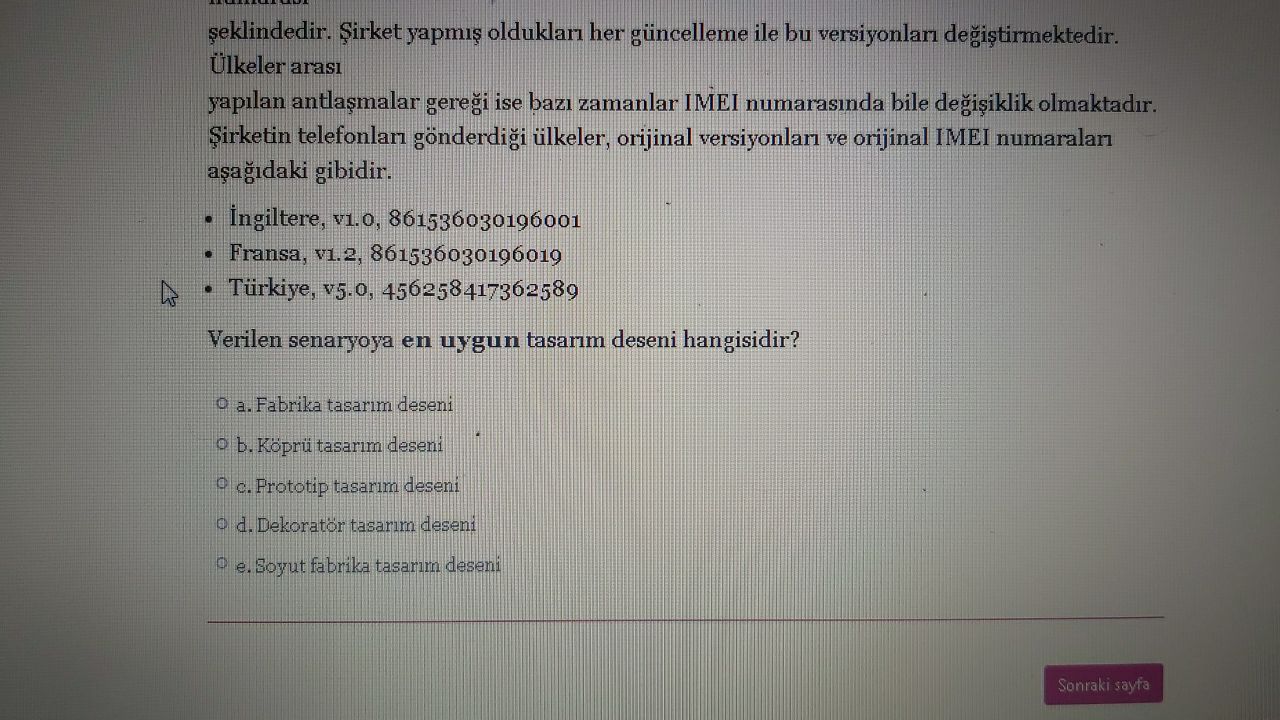 numarası
şeklindedir. Şirket yapmış oldukları her güncelleme ile bu versiyonları değiştirmektedir.
Ülkeler arası
yapılan antlaşmalar gereği ise bazı zamanlar IMEI numarasında bile değişiklik olmaktadır.
Şirketin telefonları gönderdiği ülkeler, orijinal versiyonları ve orijinal IMEI numaraları
aşağıdaki gibidir.
• İngiltere, v1.0, 861536030196001
• Fransa, v1.2, 861536030196019
• Türkiye, v5.0, 456258417362589
Verilen senaryoya en uygun tasarım deseni hangisidir?
a. Fabrika tasarım deseni
b. Köprü tasarım deseni
c. Prototip tasarım deseni
d. Dekoratör tasarım deseni
e. Soyut fabrika tasarım deseni
Sonraki sayfa